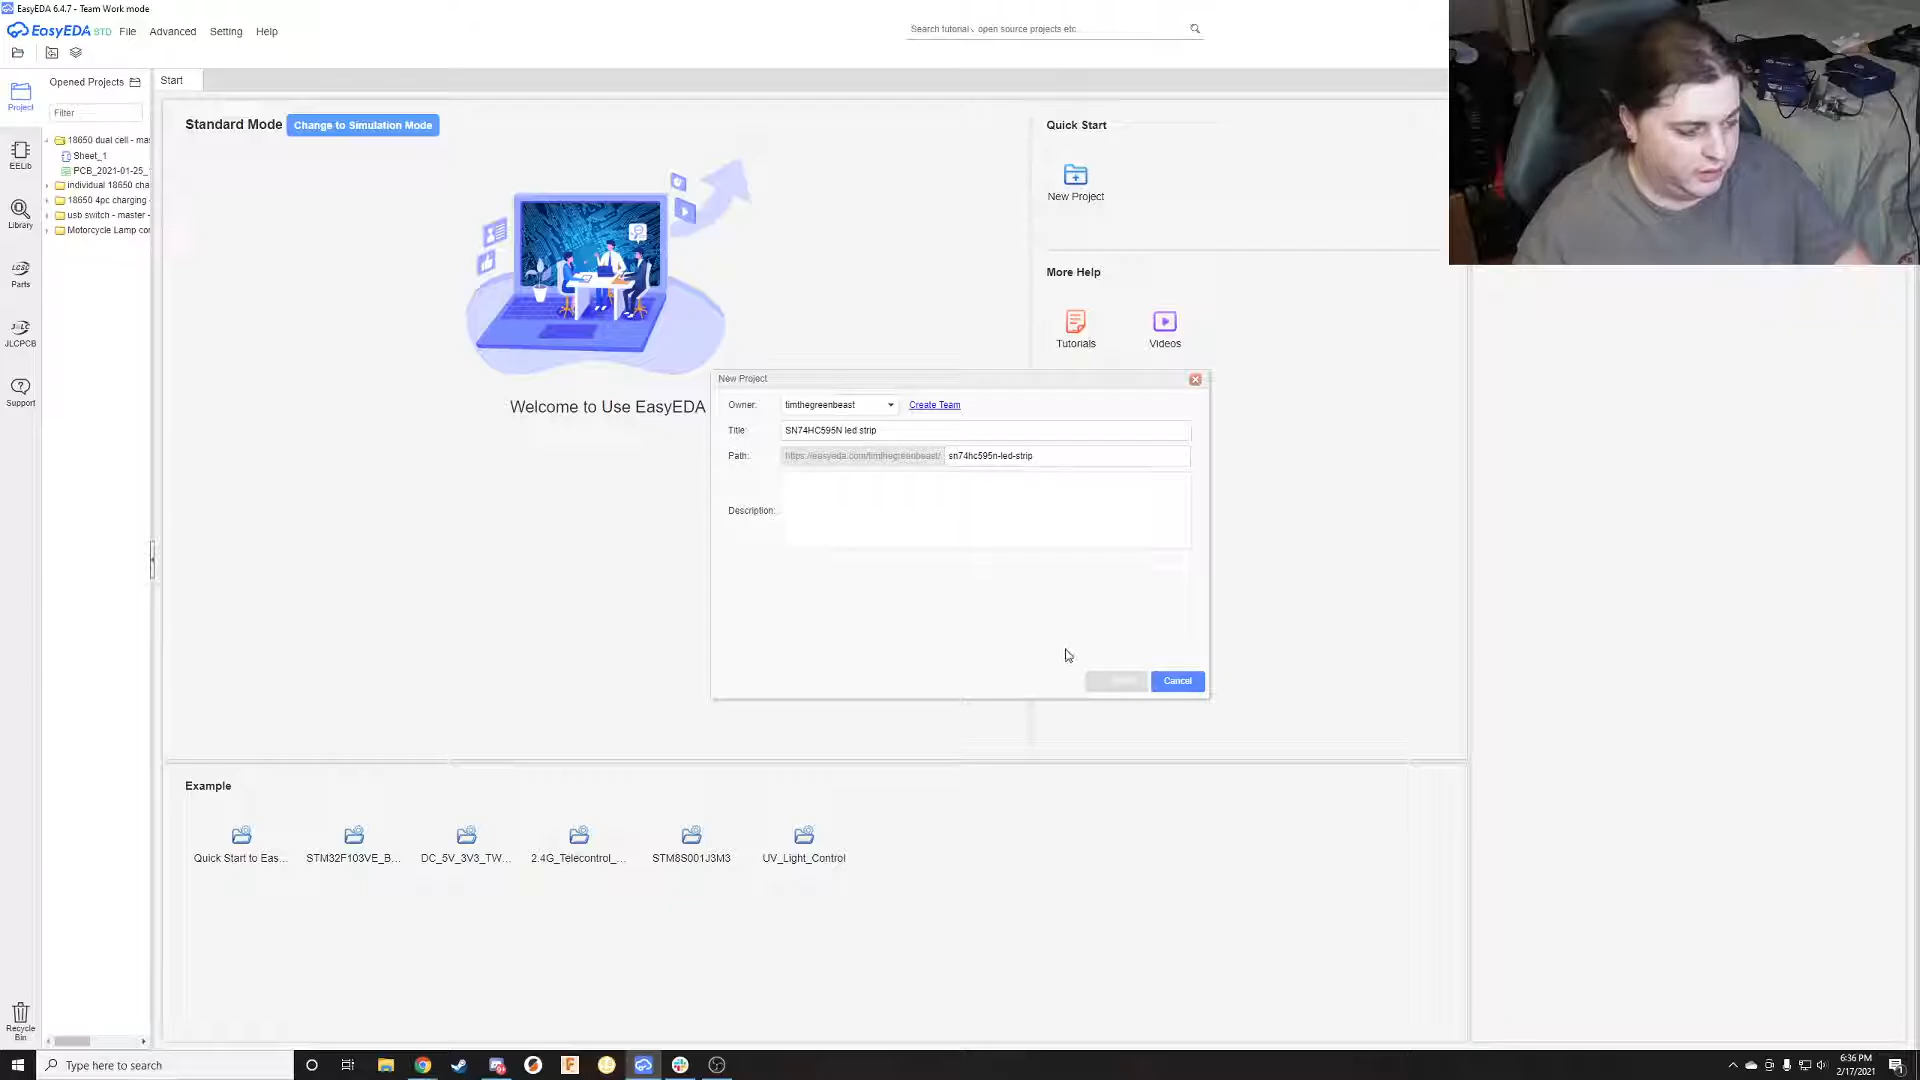 EasyEDA 6.4.7 - Team Work mode
EasyEDA STD File Advanced Setting Help
Search tutorial、open source projects etc
Opened Projects
Start
Project
Filter
Standard Mode
Change to Simulation Mode
Quick Start
18650 dual cell - mas
Sheet_1
PCB_2021-01-25_1
individual 18650 cha
18650 4pc charging -
usb switch - master -
Motorcycle Lamp con
EELib
Library
LCSC
Parts
JLC
JLCPCB
Support
New Project
More Help
Tutorials
Videos
Welcome to Use EasyEDA
New Project
Owner:
timthegreenbeast
Create Team
Title:
SN74HC595N led strip
Path:
https://easyeda.com/timthegreenbeast/
sn74hc595n-led-strip
Description:
Cancel
Example
Quick Start to Eas...
STM32F103VE_B...
DC_5V_3V3_TW...
2.4G_Telecontrol_...
STM8S001J3M3
UV_Light_Control
Recycle
Bin
Type here to search
6:36 PM
2/17/2021